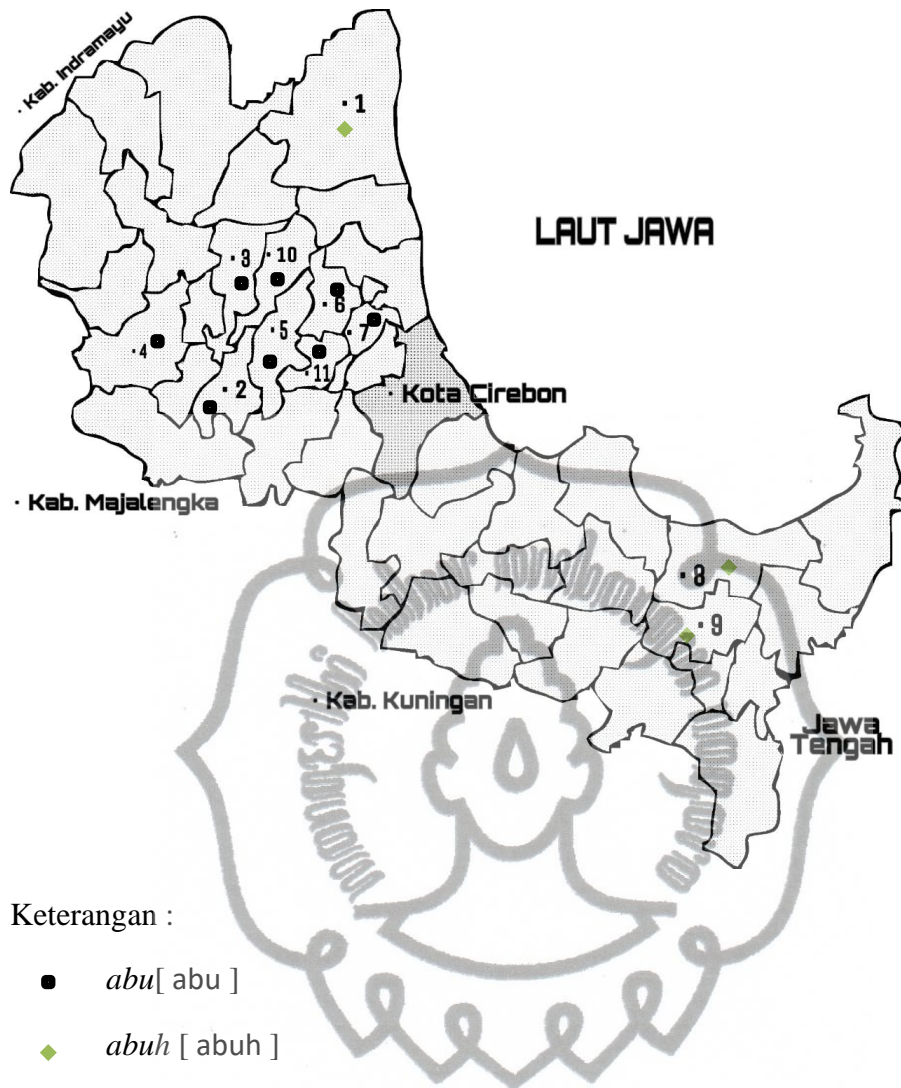 · Kab. Indramayu
· 1
LAUT JAWA
· 3
· 10
· 6
· 5
· 7
· 4
· 11
· 2
· Kota Cirebon
· Kab. Majalengka
· 8
· 9
· Kab. Kuningan
Jawa
Tengah
Keterangan :
abu[ abu ]
abuh [ abuh ]